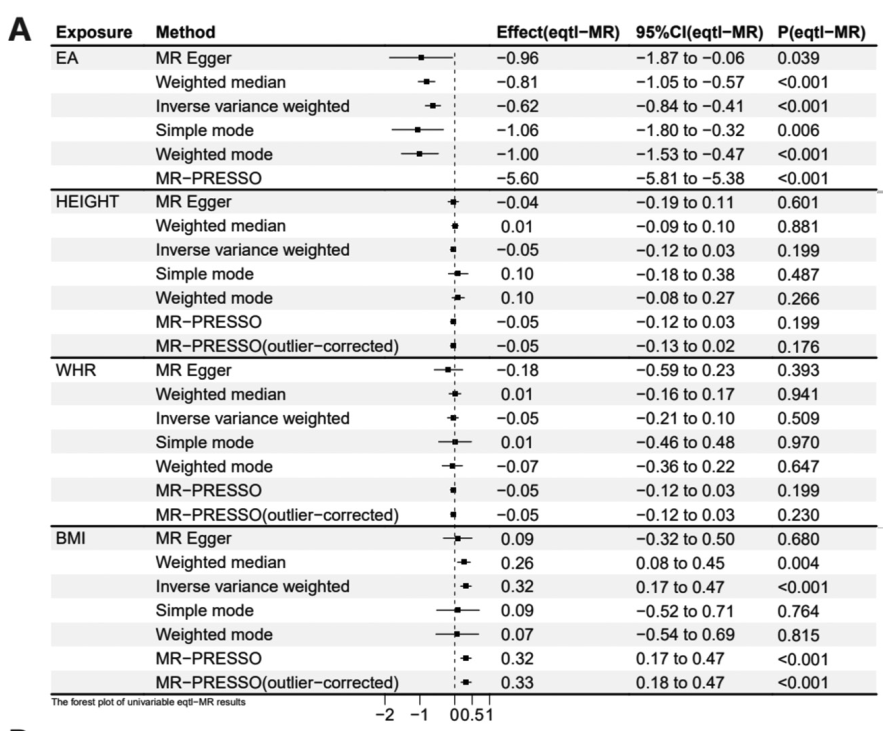 A
Exposure Method Effect(eqtl−MR) 95%CI(eqtl−MR) P(eqtl−MR)
EA MR Egger −0.96 −1.87 to −0.06 0.039
Weighted median −0.81 −1.05 to −0.57 <0.001
Inverse variance weighted −0.62 −0.84 to −0.41 <0.001
Simple mode −1.06 −1.80 to −0.32 0.006
Weighted mode −1.00 −1.53 to −0.47 <0.001
MR−PRESSO −5.60 −5.81 to −5.38 <0.001
HEIGHT MR Egger −0.04 −0.19 to 0.11 0.601
Weighted median 0.01 −0.09 to 0.10 0.881
Inverse variance weighted −0.05 −0.12 to 0.03 0.199
Simple mode 0.10 −0.18 to 0.38 0.487
Weighted mode 0.10 −0.08 to 0.27 0.266
MR−PRESSO −0.05 −0.12 to 0.03 0.199
MR−PRESSO(outlier−corrected) −0.05 −0.13 to 0.02 0.176
WHR MR Egger −0.18 −0.59 to 0.23 0.393
Weighted median 0.01 −0.16 to 0.17 0.941
Inverse variance weighted −0.05 −0.21 to 0.10 0.509
Simple mode 0.01 −0.46 to 0.48 0.970
Weighted mode −0.07 −0.36 to 0.22 0.647
MR−PRESSO −0.05 −0.12 to 0.03 0.199
MR−PRESSO(outlier−corrected) −0.05 −0.12 to 0.03 0.230
BMI MR Egger 0.09 −0.32 to 0.50 0.680
Weighted median 0.26 0.08 to 0.45 0.004
Inverse variance weighted 0.32 0.17 to 0.47 <0.001
Simple mode 0.09 −0.52 to 0.71 0.764
Weighted mode 0.07 −0.54 to 0.69 0.815
MR−PRESSO 0.32 0.17 to 0.47 <0.001
MR−PRESSO(outlier−corrected) 0.33 0.18 to 0.47 <0.001
The forest plot of univariable eqtl−MR results
−2 −1 0 0.5 1